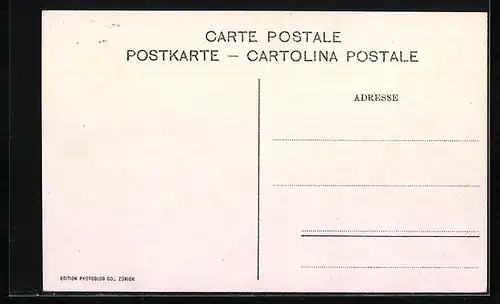 CARTE POSTALE
POSTKARTE — CARTOLINA POSTALE
ADRESSE
EDITION PHOTOGLOB CO., ZÜRICH